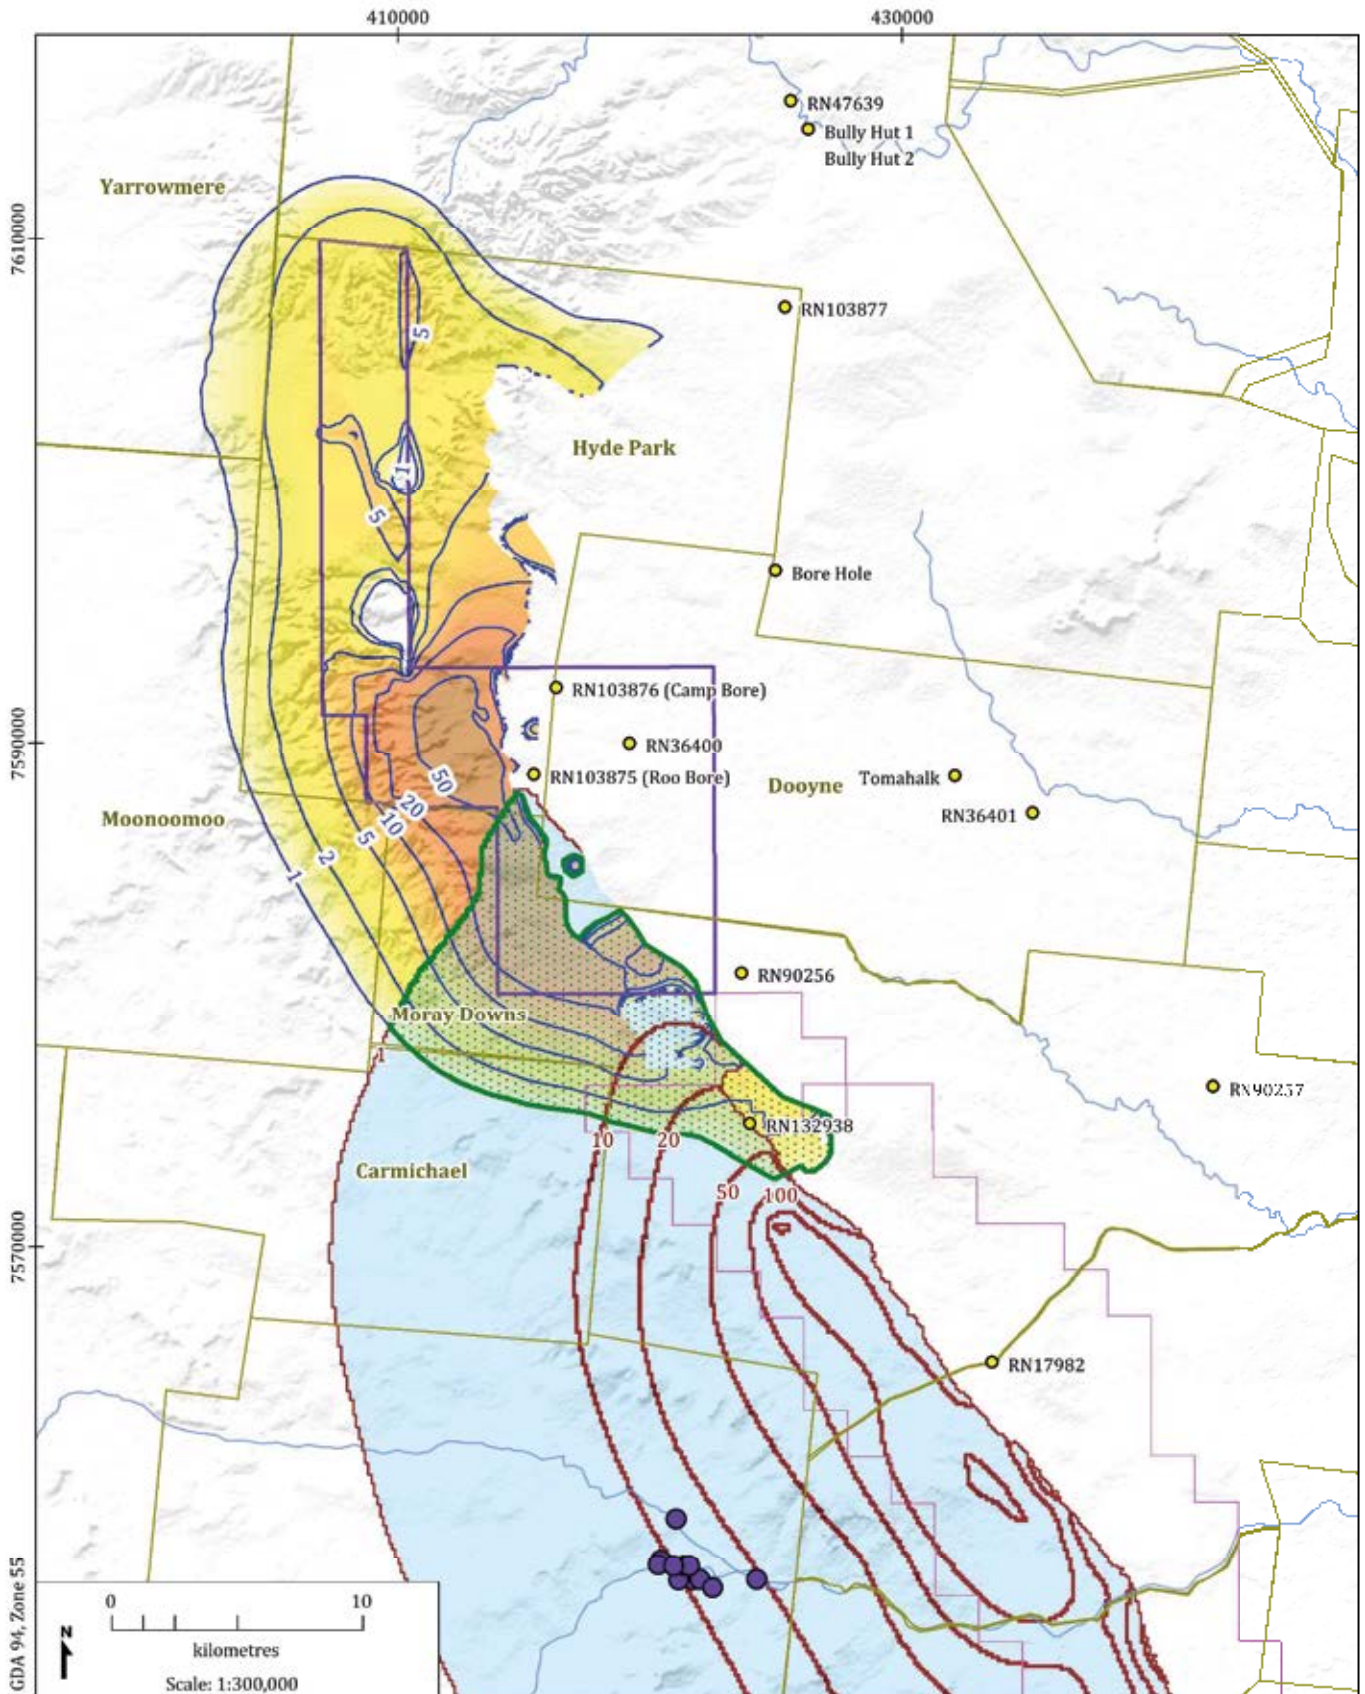 410000
430000
RN47639
Bully Hut 1
Bully Hut 2
Yarrowmere
7610000
RN103877
5
Hyde Park
1
5
Bore Hole
RN103876 (Camp Bore)
RN36400
7590000
RN103875 (Roo Bore)
Dooyne
Tomahalk
RN36401
50
20
10
5
2
1
Moonoomoo
RN90256
Moray Downs
1
RN90257
RN132938
10
20
Carmichael
50
100
7570000
RN17982
GDA 94, Zone 55
0
10
N
kilometres
Scale: 1:300,000